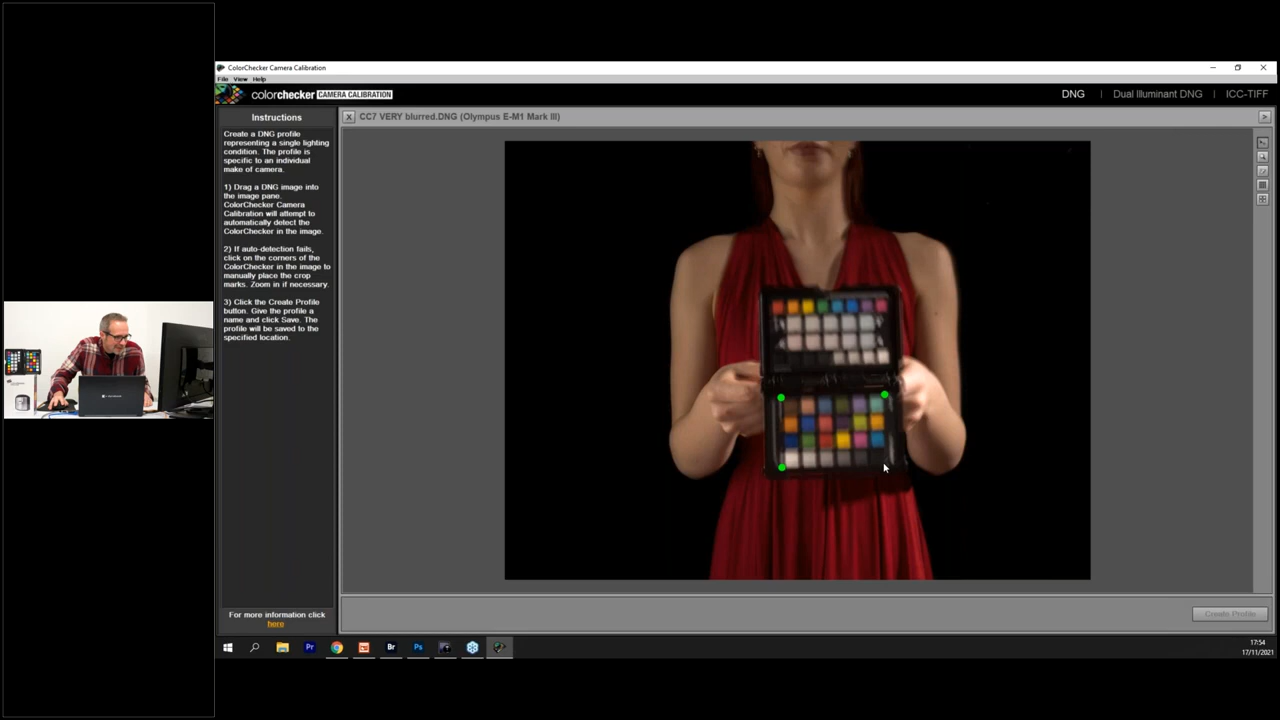 ColorChecker Camera Calibration
File View Help
colorchecker CAMERA CALIBRATION
DNG | Dual Illuminant DNG | ICC-TIFF
Instructions
X CC7 VERY blurred.DNG (Olympus E-M1 Mark III) >
Create a DNG profile
representing a single lighting
condition. The profile is
specific to an individual
make of camera.
1) Drag a DNG image into
the image pane.
ColorChecker Camera
Calibration will attempt to
automatically detect the
ColorChecker in the image.
2) If auto-detection fails,
click on the corners of the
ColorChecker in the image to
manually place the crop
marks. Zoom in if necessary.
3) Click the Create Profile
button. Give the profile a
name and click Save. The
profile will be saved to the
specified location.
For more information click
here
Create Profile
Pr Br Ps
17:54
17/11/2021